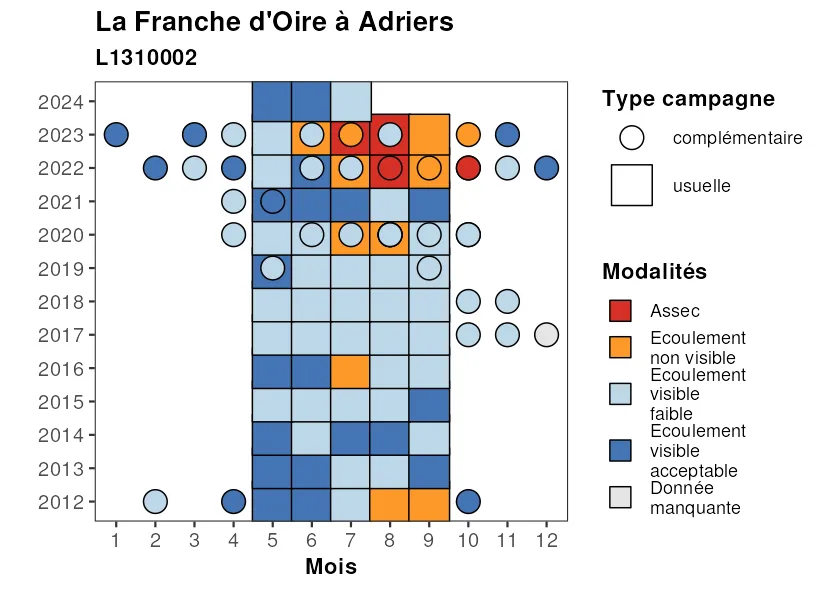 La Franche d'Oire à Adriers
L1310002
2024
2023
2022
2021
2020
2019
2018
2017
2016
2015
2014
2013
2012
1 2 3 4 5 6 7 8 9 10 11 12
Mois
Type campagne
complémentaire
usuelle
Modalités
Assec
Ecoulement
non visible
Ecoulement
visible
faible
Ecoulement
visible
acceptable
Donnée
manquante